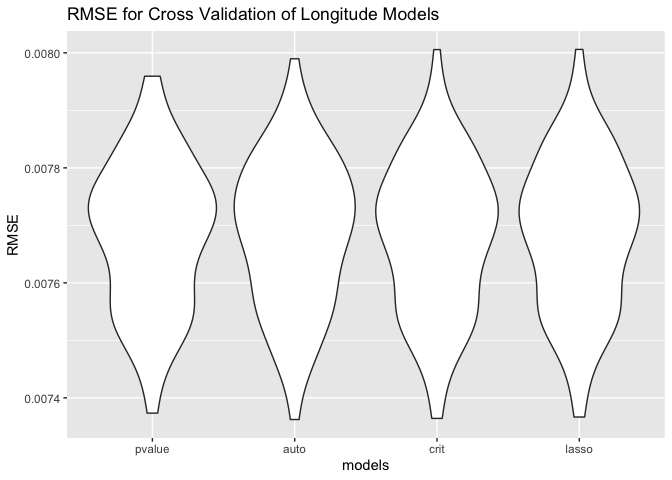 RMSE for Cross Validation of Longitude Models
0.0080
0.0078
0.0076
0.0074
RMSE
pvalue auto crit lasso
models